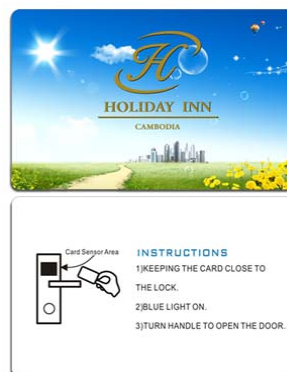 H
HOLIDAY INN
CAMBODIA
Card Sensor Area
INSTRUCTIONS
1)KEEPING THE CARD CLOSE TO
THE LOCK.
2)BLUE LIGHT ON.
3)TURN HANDLE TO OPEN THE DOOR.